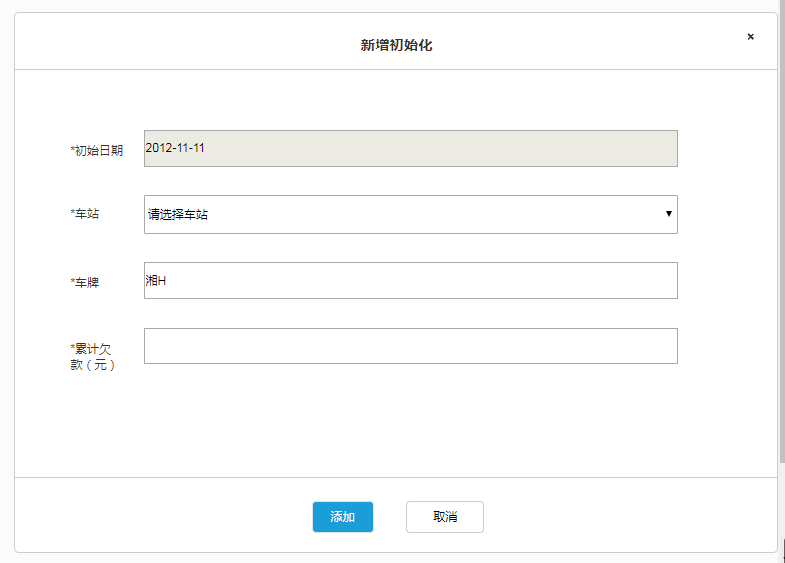 新增初始化
×
*初始日期
2012-11-11
*车站
请选择车站
*车牌
湘H
*累计欠
款（元）
添加
取消